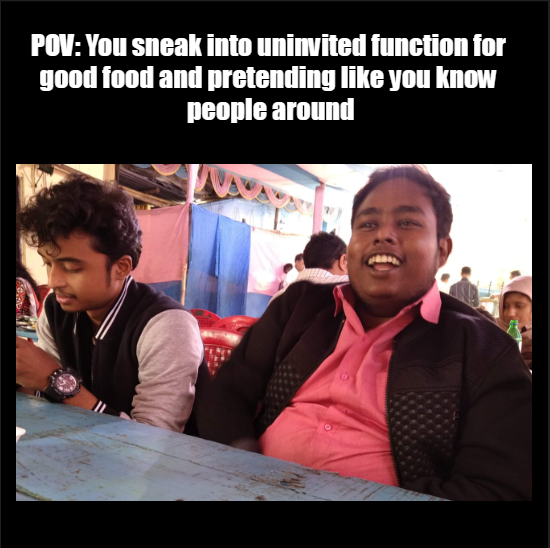 POV: You sneak into uninvited function for
good food and pretending like you know
people around